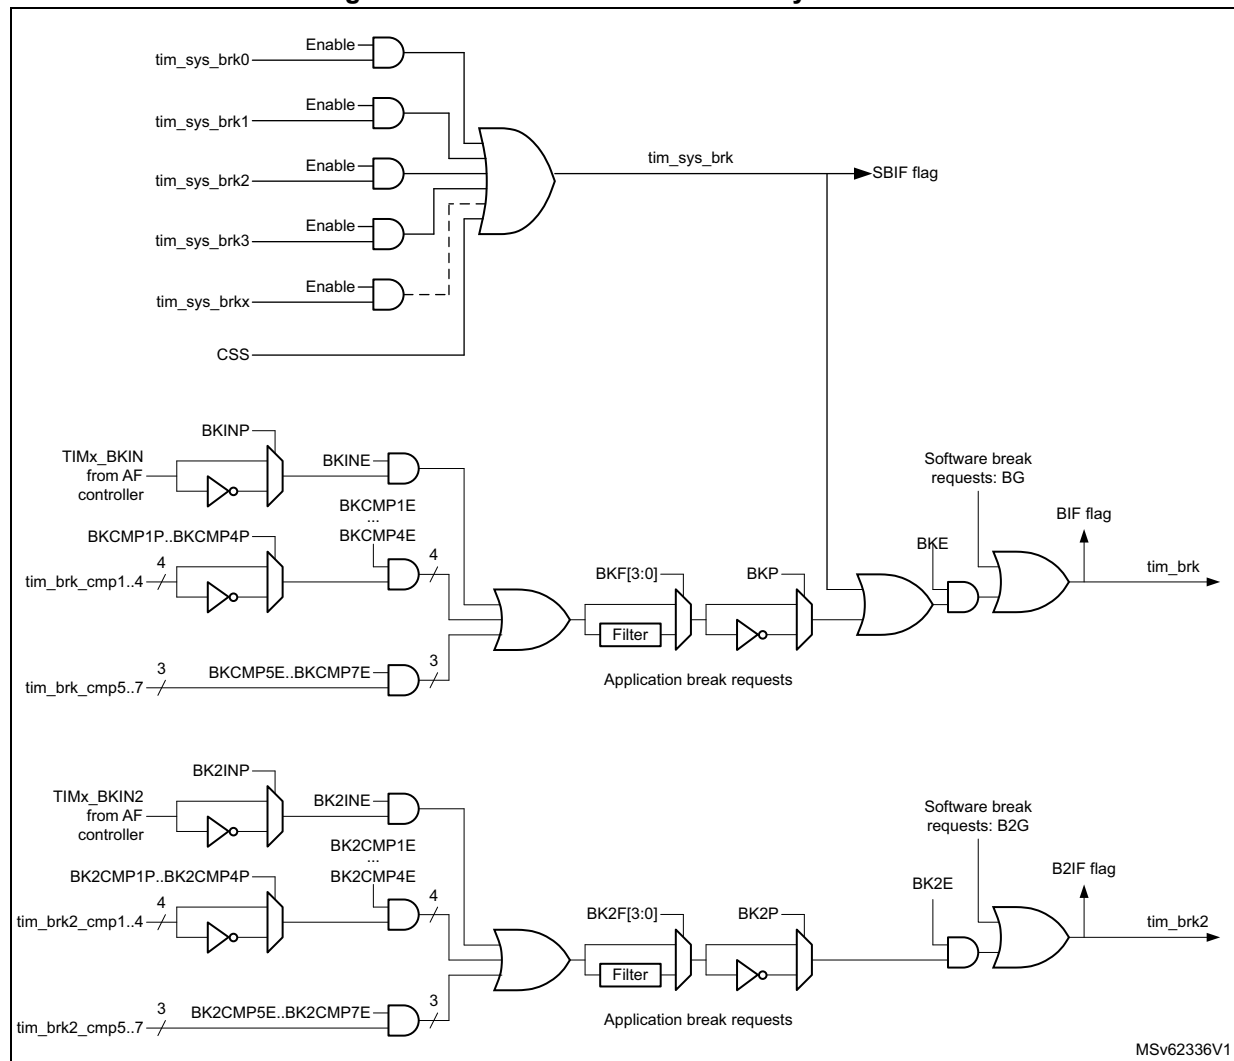 Enable
tim_sys_brk0
Enable
tim_sys_brk1
Enable
tim_sys_brk2
Enable
tim_sys_brk3
Enable
tim_sys_brkx
CSS
tim_sys_brk
SBIF flag
BKINP
TIMx_BKIN
from AF
controller
BKINE
BKCMP1E
...
BKCMP4E
BKCMP1P..BKCMP4P
4
tim_brk_cmp1..4
4
3
tim_brk_cmp5..7
BKCMP5E..BKCMP7E
3
BKF[3:0]
Filter
BKP
Application break requests
BKE
Software break
requests: BG
BIF flag
tim_brk
BK2INP
TIMx_BKIN2
from AF
controller
BK2INE
BK2CMP1E
...
BK2CMP4E
BK2CMP1P..BK2CMP4P
4
tim_brk2_cmp1..4
4
3
tim_brk2_cmp5..7
BK2CMP5E..BK2CMP7E
3
BK2F[3:0]
Filter
BK2P
Application break requests
BK2E
Software break
requests: B2G
B2IF flag
tim_brk2
MSv62336V1